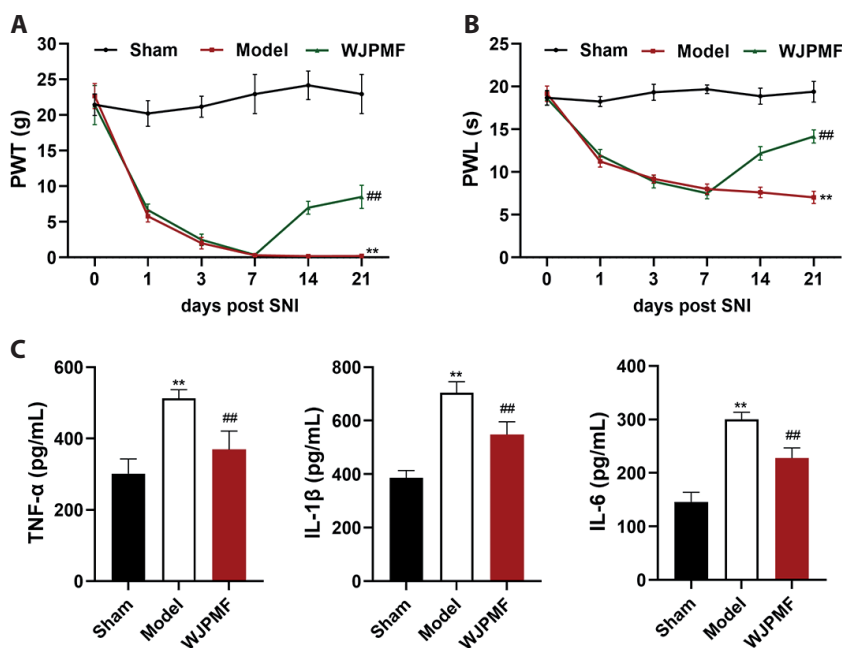 A
Sham Model WJPMF
PWT (g)
30
25
20
15
10
5
0
0 1 3 7 14 21
days post SNI
##
**
B
Sham Model WJPMF
PWL (s)
25
20
15
10
5
0
0 1 3 7 14 21
days post SNI
##
**
C
TNF-α (pg/mL)
600
400
200
0
**
##
Sham Model WJPMF
IL-1β (pg/mL)
800
600
400
200
0
**
##
Sham Model WJPMF
IL-6 (pg/mL)
400
300
200
100
0
**
##
Sham Model WJPMF